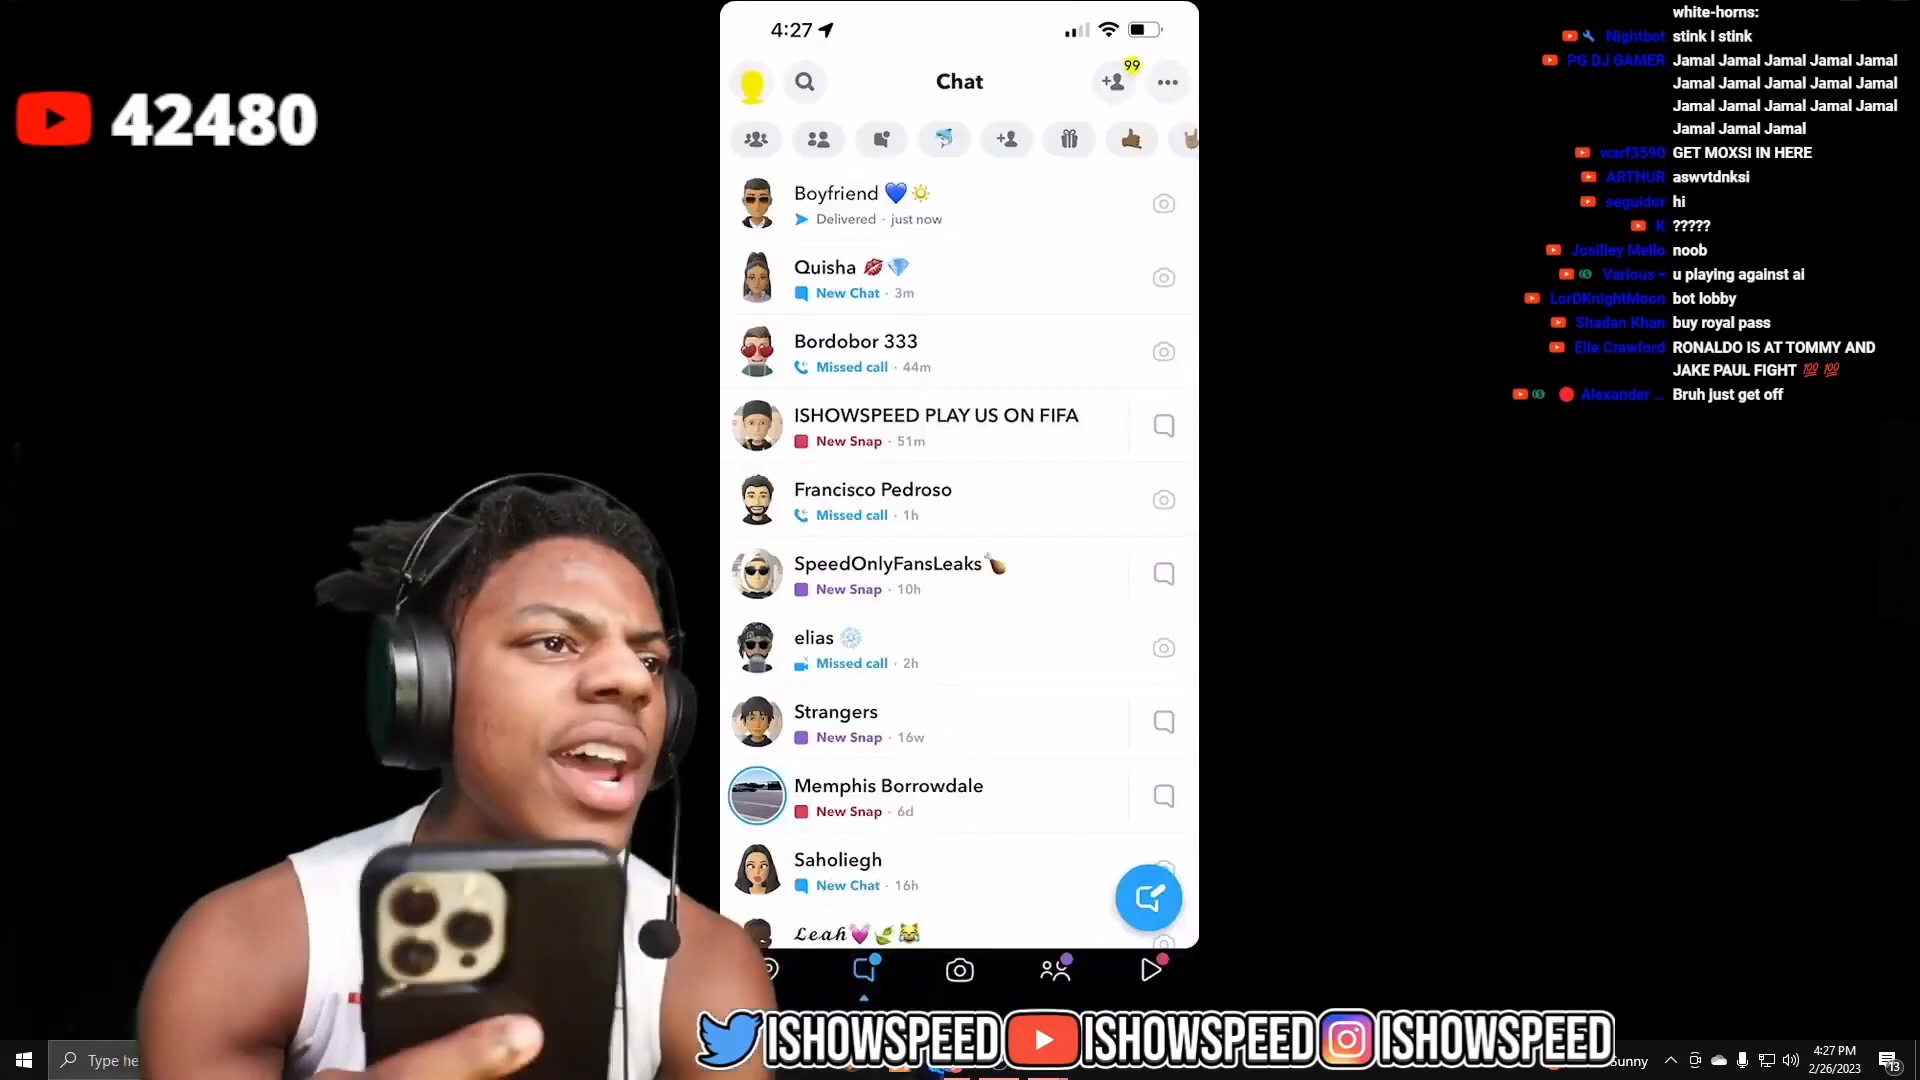 42480
4:27
Chat
99
Boyfriend 💙☀️
Delivered · just now
Quisha 💋💎
New Chat · 3m
Bordobor 333
Missed call · 44m
ISHOWSPEED PLAY US ON FIFA
New Snap · 51m
Francisco Pedroso
Missed call · 1h
SpeedOnlyFansLeaks🍗
New Snap · 10h
elias ❄️
Missed call · 2h
Strangers
New Snap · 16w
Memphis Borrowdale
New Snap · 6d
Saholiegh
New Chat · 16h
Leah💓🍃😹
white-horns:
Nightbot stink I stink
PG DJ GAMER Jamal Jamal Jamal Jamal Jamal
Jamal Jamal Jamal Jamal Jamal
Jamal Jamal Jamal Jamal Jamal
Jamal Jamal Jamal
warf3590 GET MOXSI IN HERE
ARTHUR aswvtdnksi
seguidor hi
K ?????
Josilley Mello noob
Various - u playing against ai
LorDKnightMoon bot lobby
Shadan Khan buy royal pass
Elle Crawford RONALDO IS AT TOMMY AND
JAKE PAUL FIGHT 💯 💯
Alexander ... Bruh just get off
ISHOWSPEED ISHOWSPEED ISHOWSPEED
Type he
unny
4:27 PM
2/26/2023
13